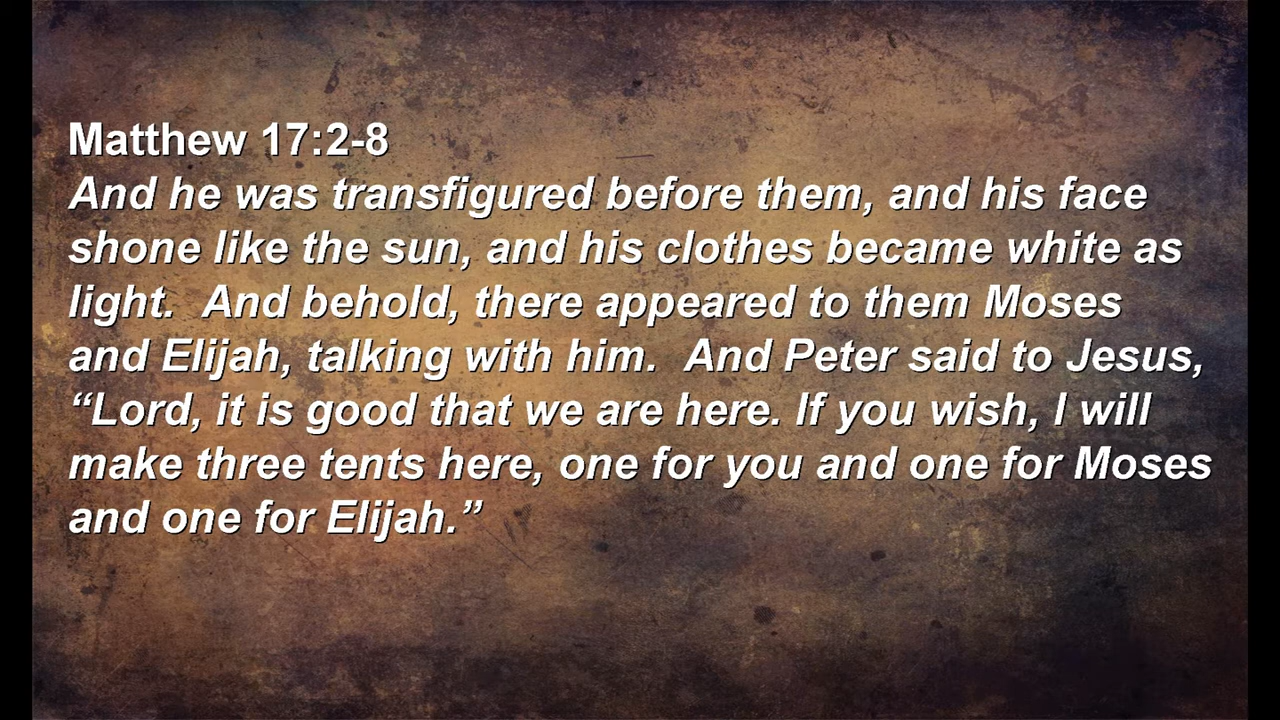 Matthew 17:2-8
And he was transfigured before them, and his face
shone like the sun, and his clothes became white as
light.  And behold, there appeared to them Moses
and Elijah, talking with him.  And Peter said to Jesus,
“Lord, it is good that we are here. If you wish, I will
make three tents here, one for you and one for Moses
and one for Elijah.”